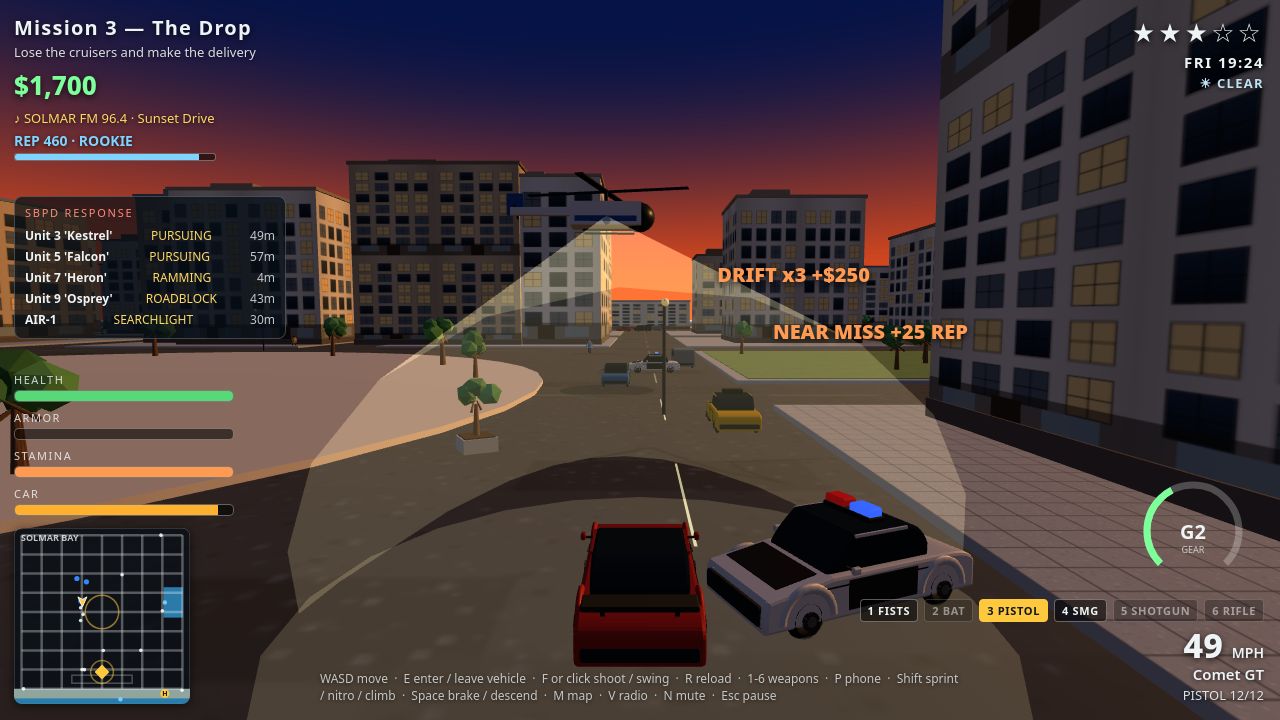 Mission 3 — The Drop
Lose the cruisers and make the delivery
$1,700
♪ SOLMAR FM 96.4 · Sunset Drive
REP 460 · ROOKIE
★ ★ ★ ☆ ☆
FRI 19:24
☀ CLEAR
SBPD RESPONSE
Unit 3 'Kestrel' PURSUING 49m
Unit 5 'Falcon' PURSUING 57m
Unit 7 'Heron' RAMMING 4m
Unit 9 'Osprey' ROADBLOCK 43m
AIR-1 SEARCHLIGHT 30m
DRIFT x3 +$250
NEAR MISS +25 REP
HEALTH
ARMOR
STAMINA
CAR
SOLMAR BAY
H
G2
GEAR
1 FISTS 2 BAT 3 PISTOL 4 SMG 5 SHOTGUN 6 RIFLE
49 MPH
Comet GT
PISTOL 12/12
WASD move · E enter / leave vehicle · F or click shoot / swing · R reload · 1-6 weapons · P phone · Shift sprint
/ nitro / climb · Space brake / descend · M map · V radio · N mute · Esc pause